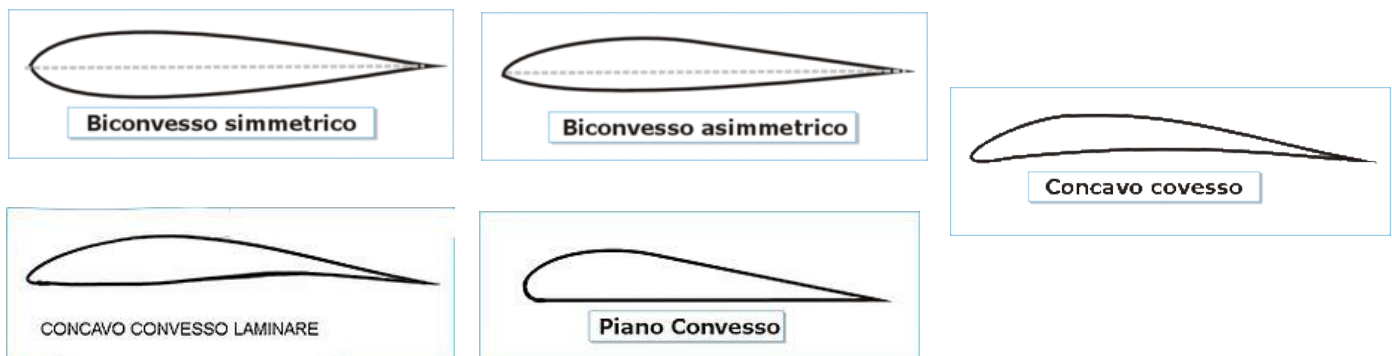 Biconvesso simmetrico
Biconvesso asimmetrico
Concavo covesso
CONCAVO CONVESSO LAMINARE
Piano Convesso